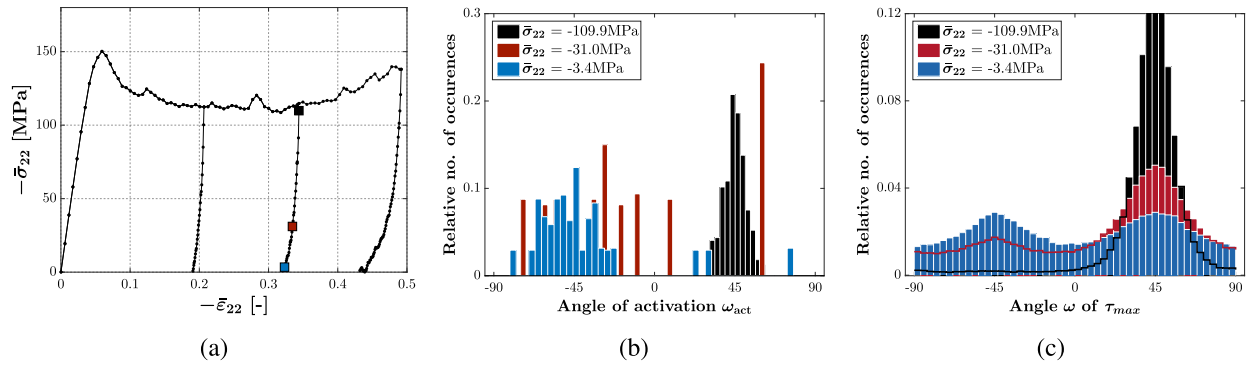 150
100
50
0
−σ̄₂₂ [MPa]
0 0.1 0.2 0.3 0.4 0.5
−ε̄₂₂ [-]
(a)
σ̄₂₂ = -109.9MPa
σ̄₂₂ = -31.0MPa
σ̄₂₂ = -3.4MPa
0.3
0.2
0.1
0
Relative no. of occurences
-90 -45 0 45 90
Angle of activation ω_act
(b)
σ̄₂₂ = -109.9MPa
σ̄₂₂ = -31.0MPa
σ̄₂₂ = -3.4MPa
0.12
0.08
0.04
0.00
Relative no. of occurences
-90 -45 0 45 90
Angle ω of τ_max
(c)